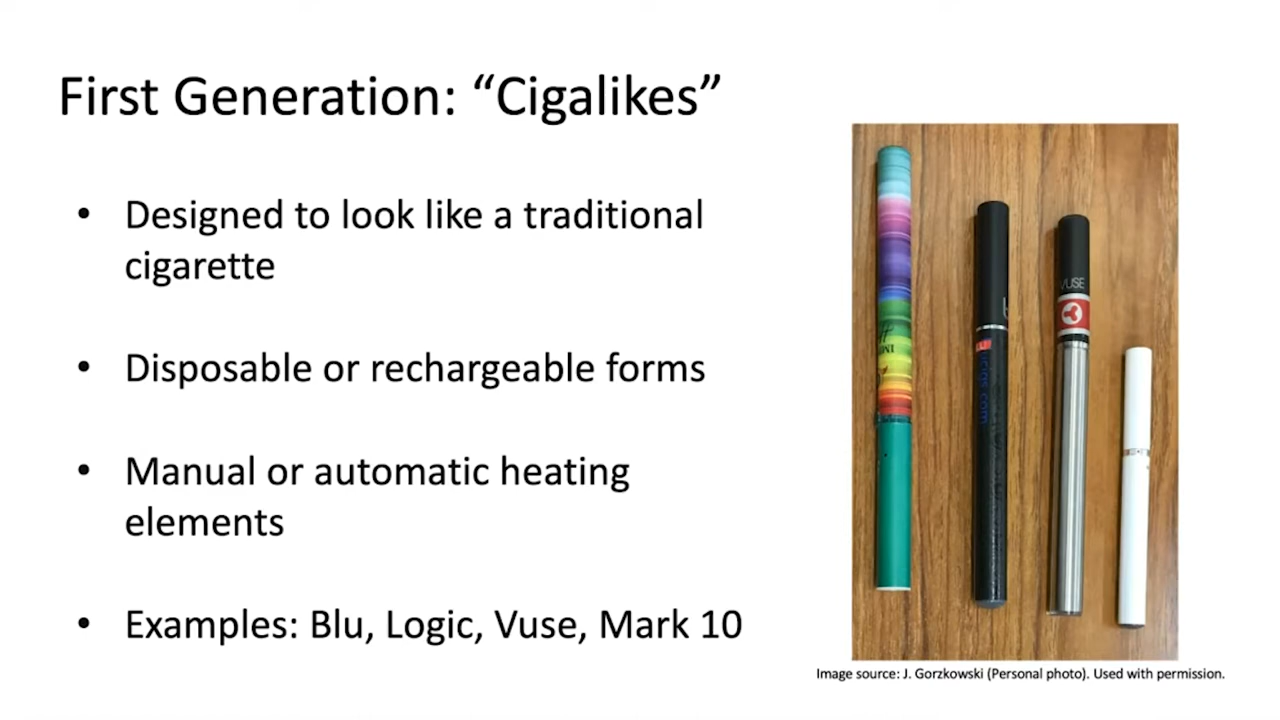 First Generation: “Cigalikes”
• Designed to look like a traditional
cigarette
• Disposable or rechargeable forms
• Manual or automatic heating
elements
• Examples: Blu, Logic, Vuse, Mark 10
VUSE
Image source: J. Gorzkowski (Personal photo). Used with permission.